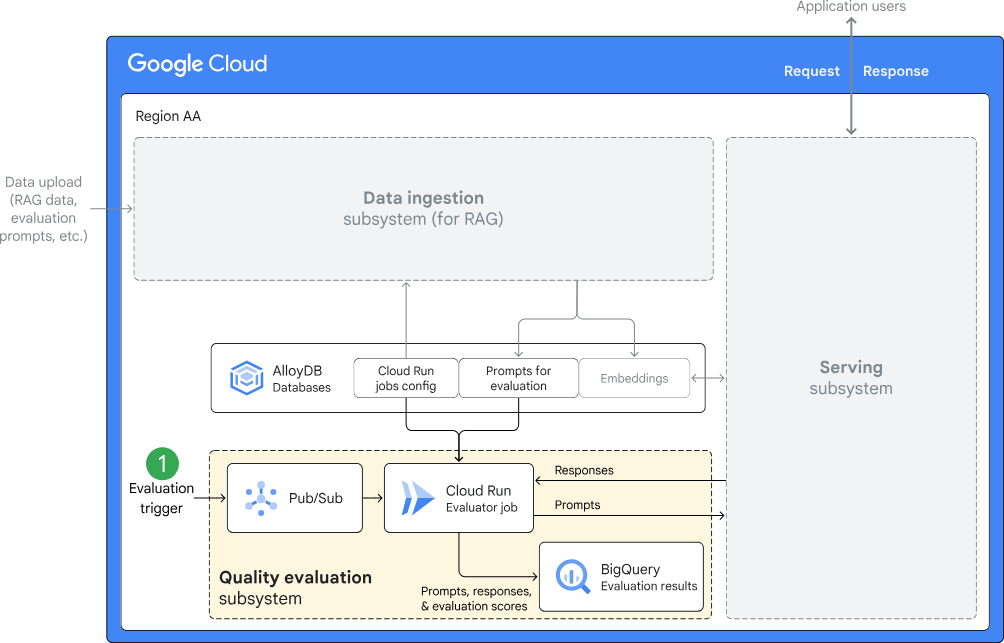 Application users
Google Cloud
Request
Response
Region AA
Data upload
(RAG data,
evaluation
prompts, etc.)
Data ingestion
subsystem (for RAG)
AlloyDB
Databases
Cloud Run
jobs config
Prompts for
evaluation
Embeddings
Serving
subsystem
1
Evaluation
trigger
Pub/Sub
Cloud Run
Evaluator job
Responses
Prompts
Quality evaluation
subsystem
Prompts, responses,
& evaluation scores
BigQuery
Evaluation results